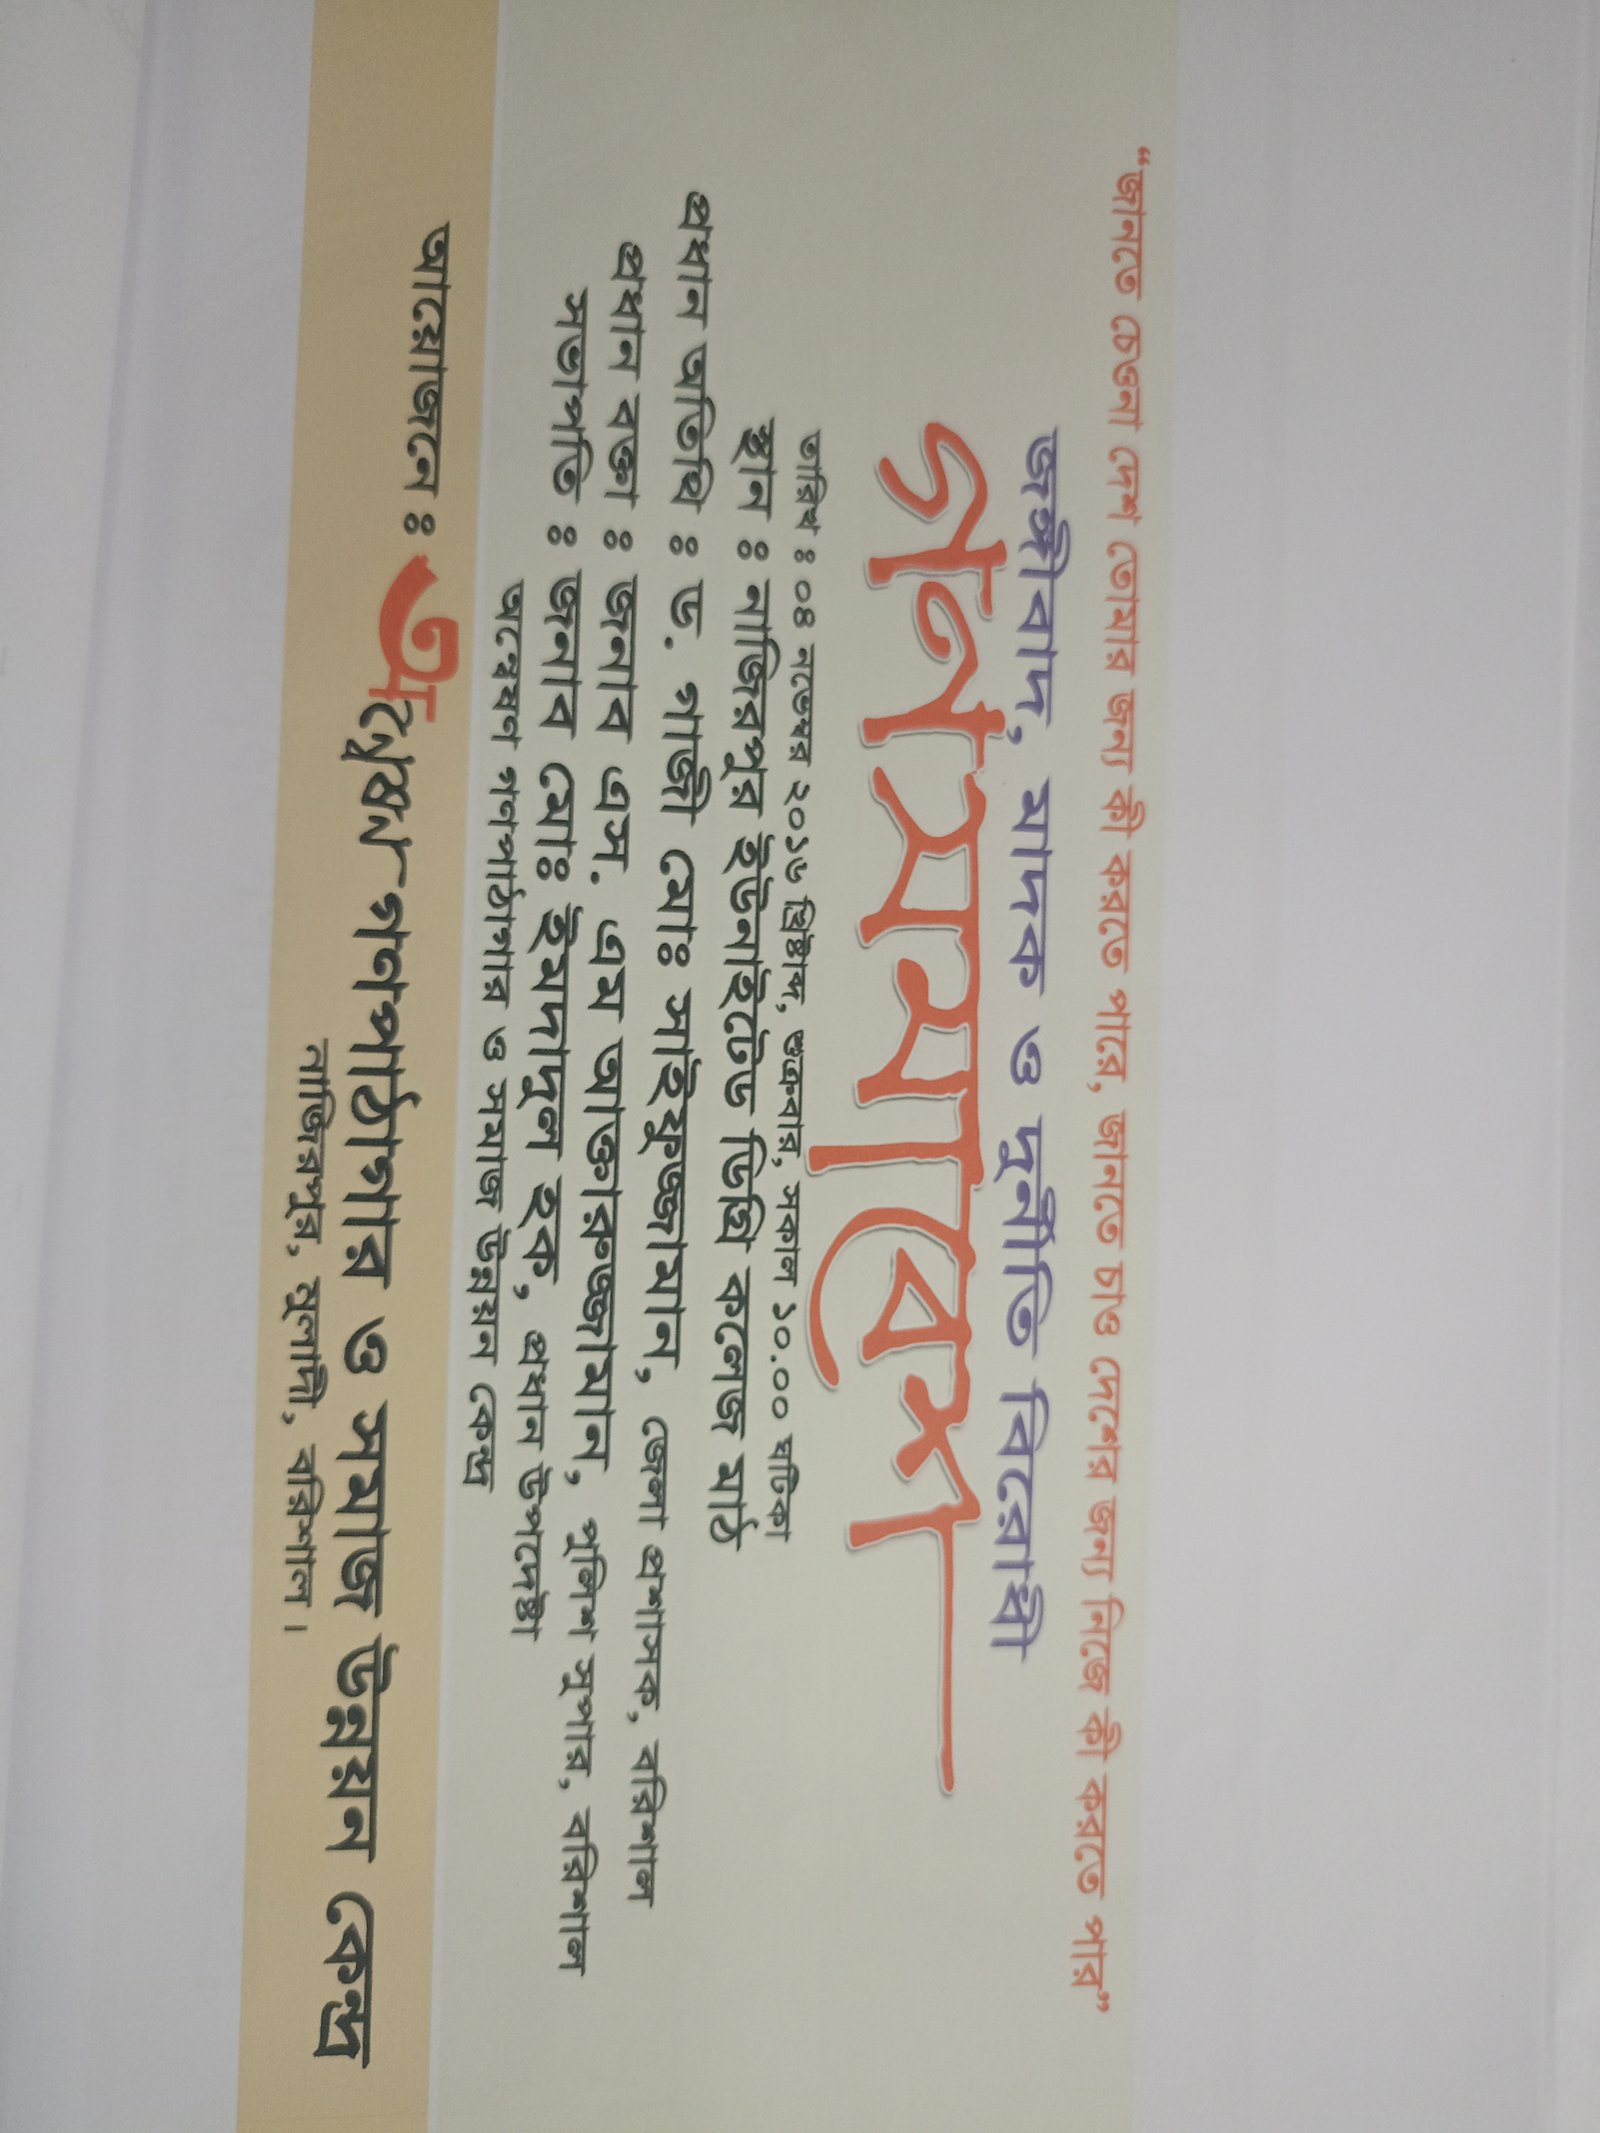 “জানতে চেওনা দেশ তোমার জন্য কী করতে পারে, জানতে চাও দেশের জন্য নিজে কী করতে পার”
জঙ্গীবাদ, মাদক ও দুর্নীতি বিরোধী
গনসমাবেশ
তারিখ ঃ ০৪ নভেম্বর ২০১৬ খ্রিষ্টাব্দ, শুক্রবার, সকাল ১০.০০ ঘটিকা
স্থান ঃ নাজিরপুর ইউনাইটেড ডিগ্রি কলেজ মাঠ
প্রধান অতিথি ঃ ড. গাজী মোঃ সাইফুজ্জামান, জেলা প্রশাসক, বরিশাল
প্রধান বক্তা ঃ জনাব এস. এম আক্তারুজ্জামান, পুলিশ সুপার, বরিশাল
সভাপতি ঃ জনাব মোঃ ইমদাদুল হক, প্রধান উপদেষ্টা
অন্বেষণ গণপাঠাগার ও সমাজ উন্নয়ন কেন্দ্র
আয়োজনে ঃ অন্বেষণ গণপাঠাগার ও সমাজ উন্নয়ন কেন্দ্র
নাজিরপুর, মুলাদী, বরিশাল।